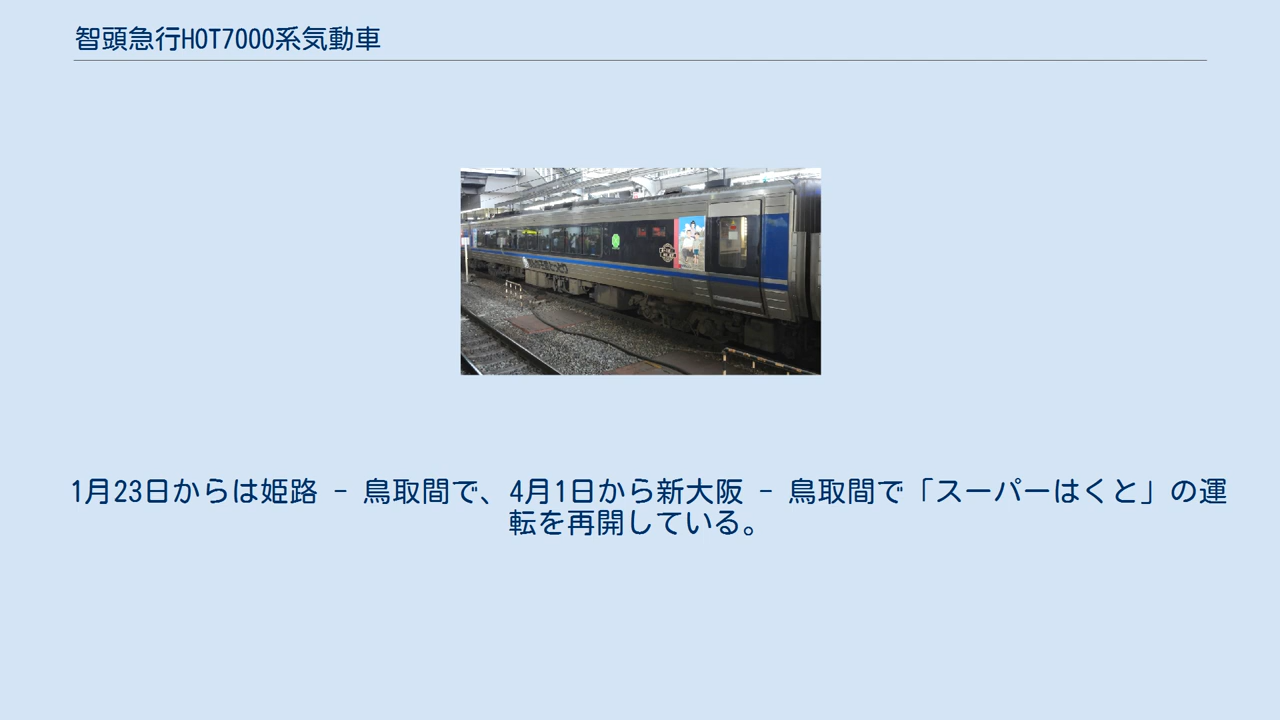 智頭急行HOT7000系気動車
1月23日からは姫路 - 鳥取間で、4月1日から新大阪 - 鳥取間で「スーパーはくと」の運
転を再開している。